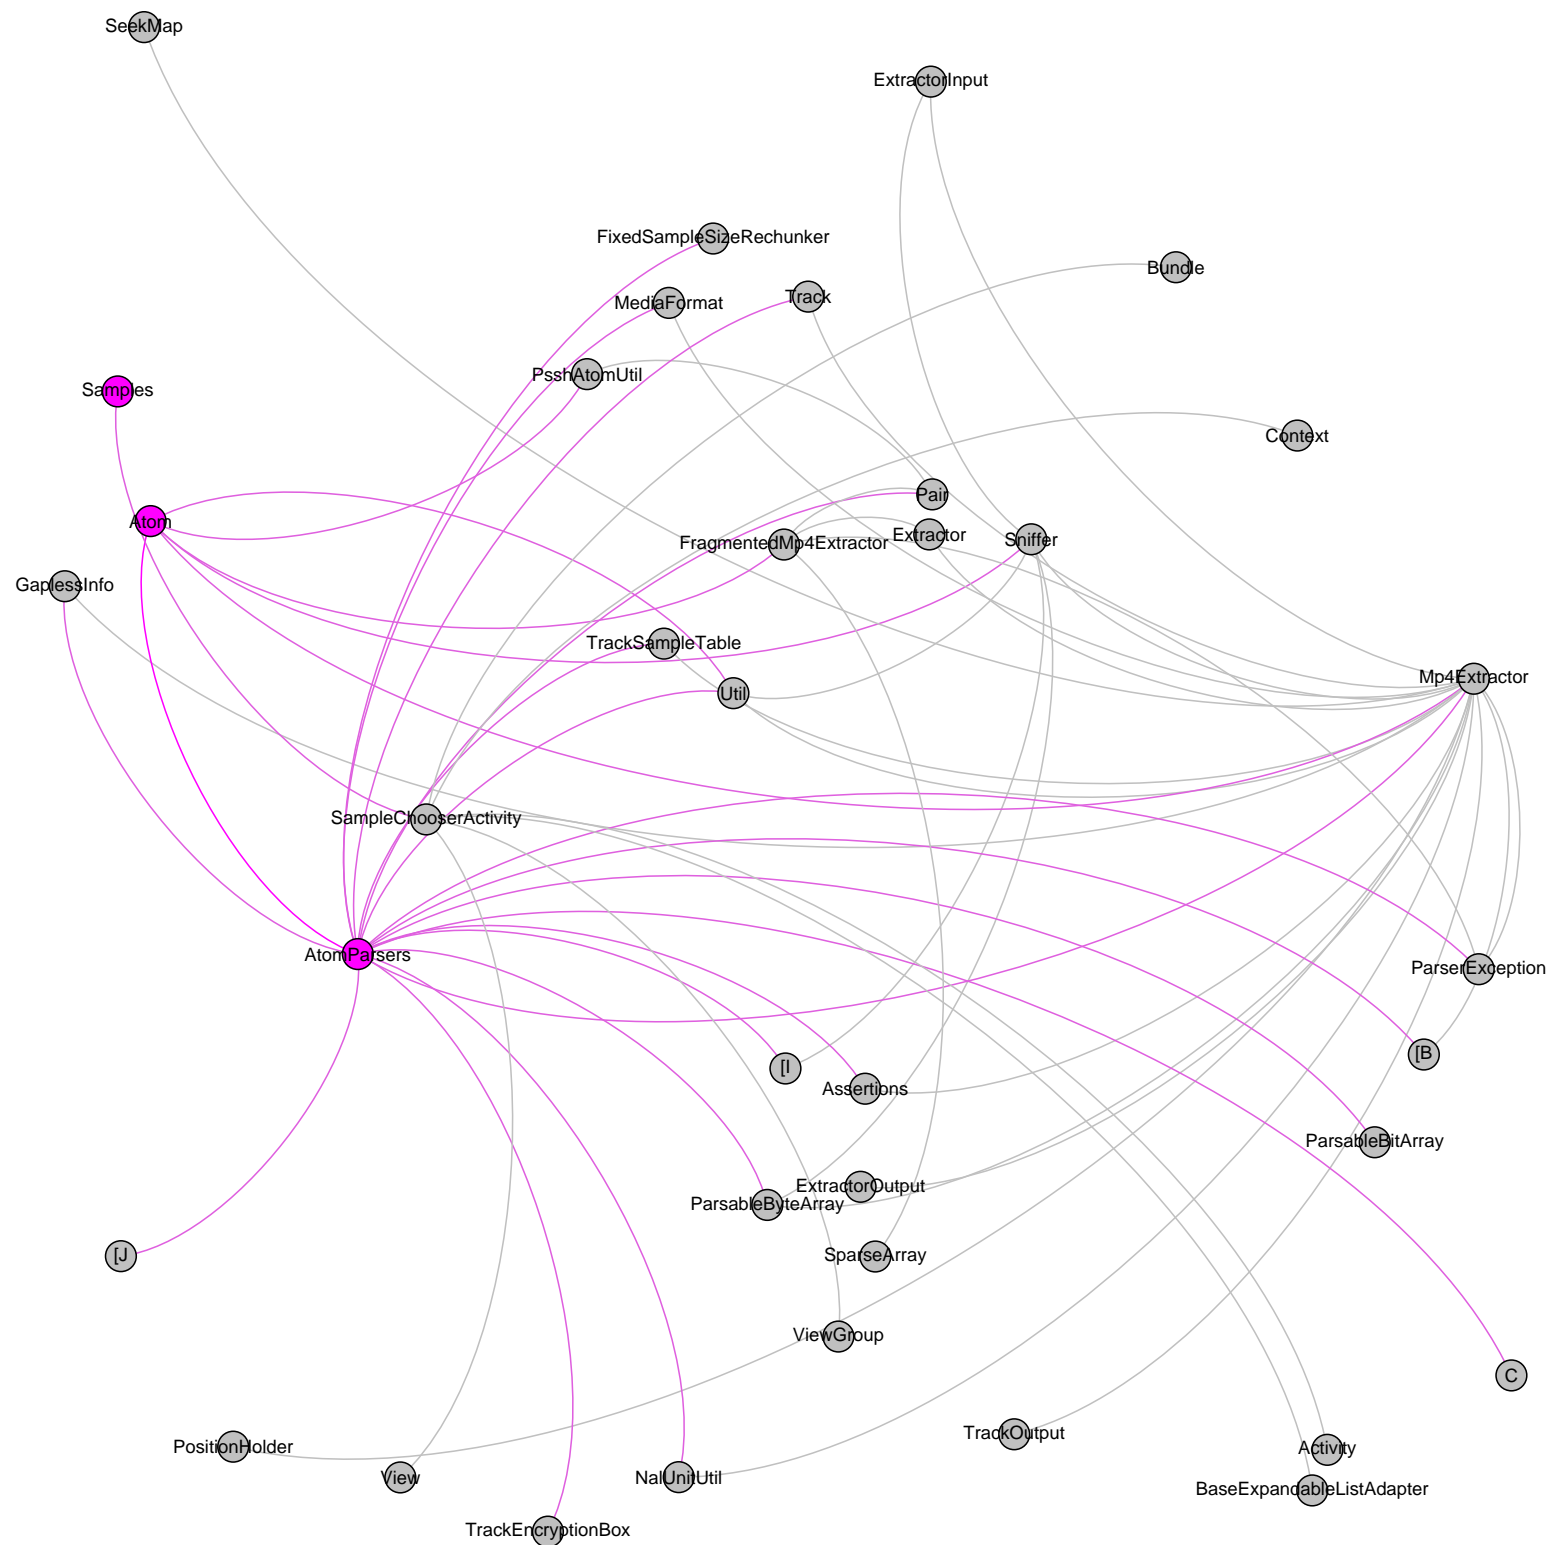 SeekMap
ExtractorInput
FixedSampleSizeRechunker
Bundle
MediaFormat
Track
PsshAtomUtil
Samples
Context
Pair
Atom
Extractor
Sniffer
FragmentedMp4Extractor
GaplessInfo
TrackSampleTable
Mp4Extractor
Util
SampleChooserActivity
AtomParsers
ParserException
[I
[B
Assertions
ParsableBitArray
ExtractorOutput
ParsableByteArray
[J
SparseArray
ViewGroup
C
TrackOutput
PositionHolder
Activity
View
NalUnitUtil
BaseExpandableListAdapter
TrackEncryptionBox